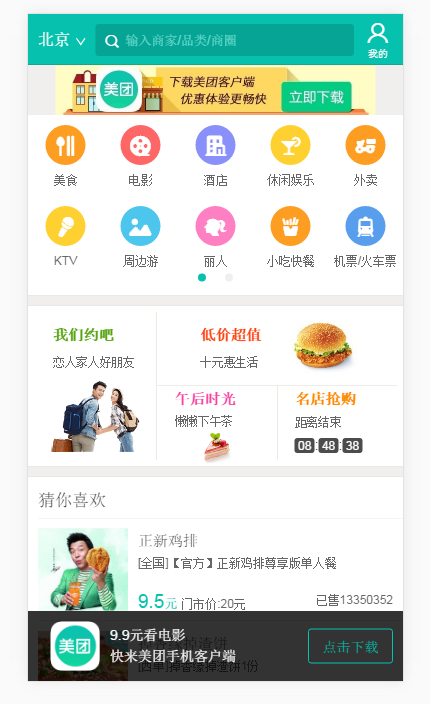 北京
输入商家/品类/商圈
我的
美团
下载美团客户端
优惠体验更畅快
立即下载
美食
电影
酒店
休闲娱乐
外卖
KTV
周边游
丽人
小吃快餐
机票/火车票
我们约吧
恋人家人好朋友
低价超值
十元惠生活
午后时光
懒懒下午茶
名店抢购
距离结束
08:48:38
猜你喜欢
正新鸡排
[全国]【官方】正新鸡排尊享版单人餐
9.5元 门市价:20元
已售13350352
美团
9.9元看电影
快来美团手机客户端
点击下载